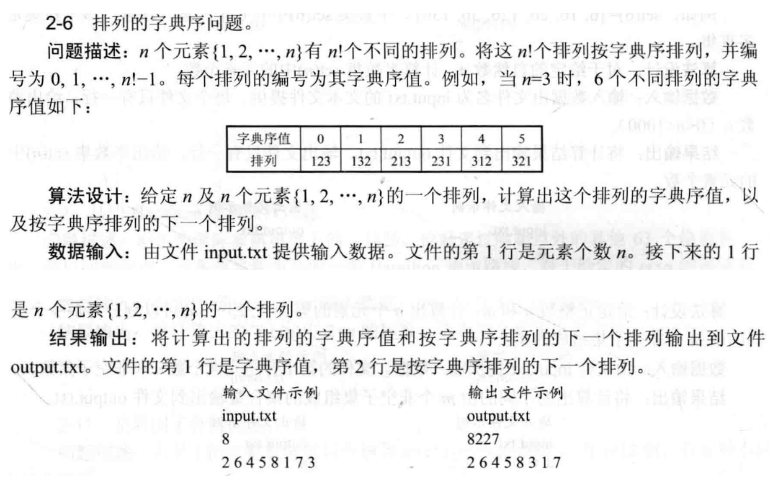 2-6 排列的字典序问题。
问题描述：n 个元素{1, 2, …, n}有 n!个不同的排列。将这 n!个排列按字典序排列，并编
号为 0, 1, …, n!−1。每个排列的编号为其字典序值。例如，当 n=3 时，6 个不同排列的字典
序值如下：
字典序值 0 1 2 3 4 5
排列 123 132 213 231 312 321
算法设计：给定 n 及 n 个元素{1, 2, …, n}的一个排列，计算出这个排列的字典序值，以
及按字典序排列的下一个排列。
数据输入：由文件 input.txt 提供输入数据。文件的第 1 行是元素个数 n。接下来的 1 行
是 n 个元素{1, 2, …, n}的一个排列。
结果输出：将计算出的排列的字典序值和按字典序排列的下一个排列输出到文件
output.txt。文件的第 1 行是字典序值，第 2 行是按字典序排列的下一个排列。
输入文件示例 输出文件示例
input.txt output.txt
8 8227
2 6 4 5 8 1 7 3 2 6 4 5 8 3 1 7